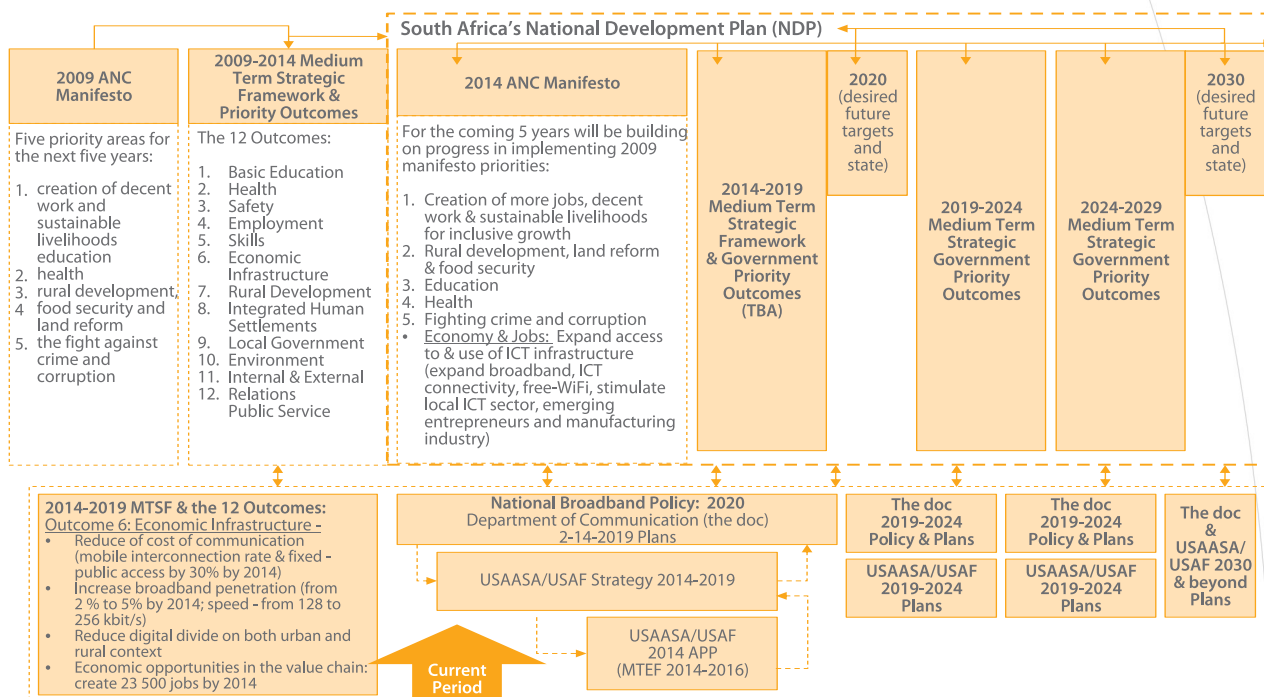 South Africa's National Development Plan (NDP)
2009 ANC
Manifesto
Five priority areas for
the next five years:
1. creation of decent
work and
sustainable
livelihoods
education
2. health
3. rural development,
4 food security and
land reform
5. the fight against
crime and
corruption
2009-2014 Medium
Term Strategic
Framework &
Priority Outcomes
The 12 Outcomes:
1. Basic Education
2. Health
3. Safety
4. Employment
5. Skills
6. Economic
Infrastructure
7. Rural Development
8. Integrated Human
Settlements
9. Local Government
10. Environment
11. Internal & External
12. Relations
Public Service
2014 ANC Manifesto
For the coming 5 years will be building
on progress in implementing 2009
manifesto priorities:
1. Creation of more jobs, decent
work & sustainable livelihoods
for inclusive growth
2. Rural development, land reform
& food security
3. Education
4. Health
5. Fighting crime and corruption
• Economy & Jobs: Expand access
to & use of ICT infrastructure
(expand broadband, ICT
connectivity, free-WiFi, stimulate
local ICT sector, emerging
entrepreneurs and manufacturing
industry)
2014-2019
Medium Term
Strategic
Framework
& Government
Priority
Outcomes
(TBA)
2020
(desired
future
targets
and
state)
2019-2024
Medium Term
Strategic
Government
Priority
Outcomes
2024-2029
Medium Term
Strategic
Government
Priority
Outcomes
2030
(desired
future
targets
and
state)
2014-2019 MTSF & the 12 Outcomes:
Outcome 6: Economic Infrastructure -
• Reduce of cost of communication
(mobile interconnection rate & fixed -
public access by 30% by 2014)
• Increase broadband penetration (from
2 % to 5% by 2014; speed - from 128 to
256 kbit/s)
• Reduce digital divide on both urban and
rural context
• Economic opportunities in the value chain:
create 23 500 jobs by 2014
National Broadband Policy: 2020
Department of Communication (the doc)
2-14-2019 Plans
USAASA/USAF Strategy 2014-2019
USAASA/USAF
2014 APP
(MTEF 2014-2016)
Current
Period
The doc
2019-2024
Policy & Plans
USAASA/USAF
2019-2024
Plans
The doc
2019-2024
Policy & Plans
USAASA/USAF
2019-2024
Plans
The doc
&
USAASA/
USAF 2030
& beyond
Plans